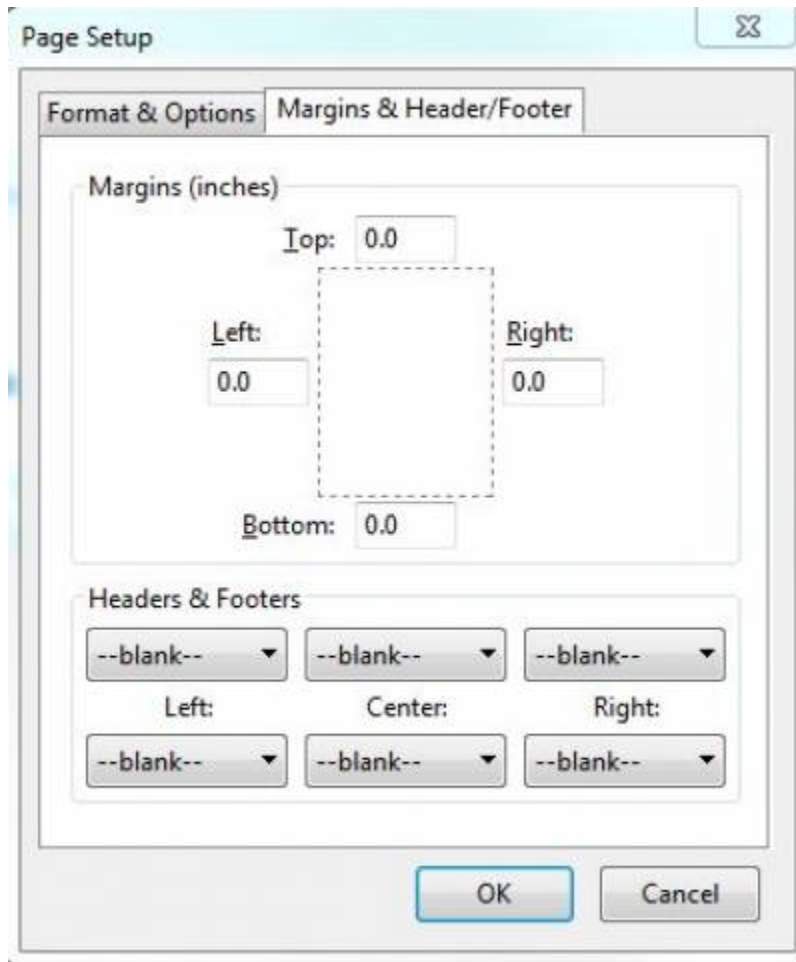 Page Setup
Format & Options Margins & Header/Footer
Margins (inches)
Top: 0.0
Left: Right:
0.0 0.0
Bottom: 0.0
Headers & Footers
--blank-- --blank-- --blank--
Left: Center: Right:
--blank-- --blank-- --blank--
OK Cancel